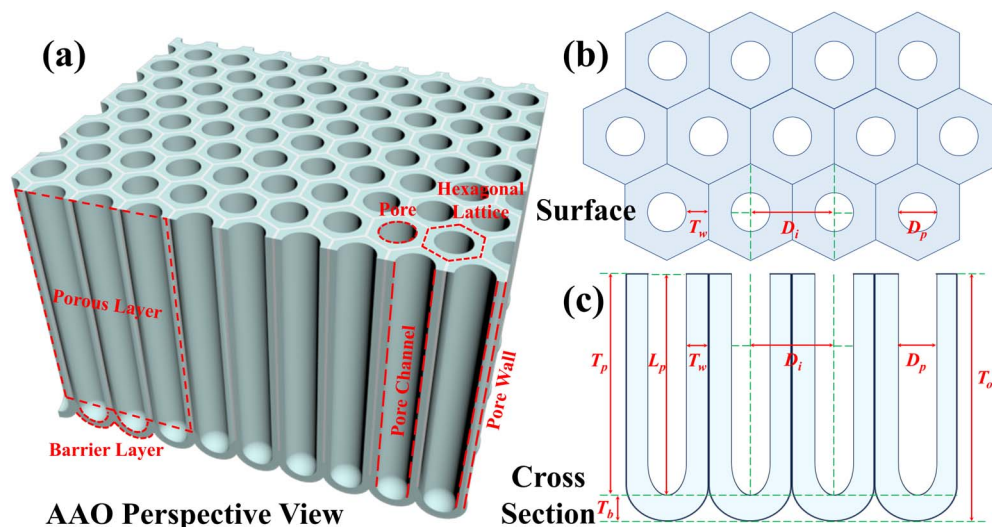 (a)
Hexagonal
Lattice
Pore
Porous Layer
Pore Channel
Pore Wall
Barrier Layer
AAO Perspective View
(b)
Surface
T_w
D_i
D_p
(c)
T_p
L_p
T_w
D_i
D_p
T_o
T_b
Cross
Section